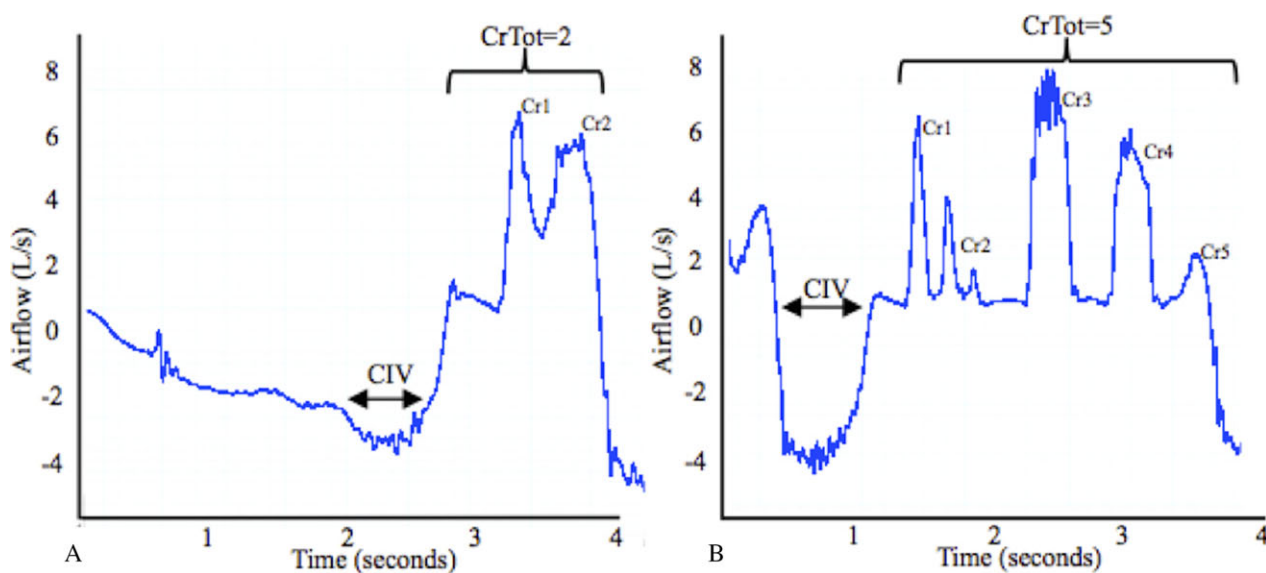 CrTot=2
8
6
4
2
0
-2
-4
Airflow (L/s)
Cr1
Cr2
CIV
1
2
3
4
Time (seconds)
A
CrTot=5
8
6
4
2
0
-2
-4
Airflow (L/s)
Cr1
Cr2
Cr3
Cr4
Cr5
CIV
1
2
3
4
Time (seconds)
B